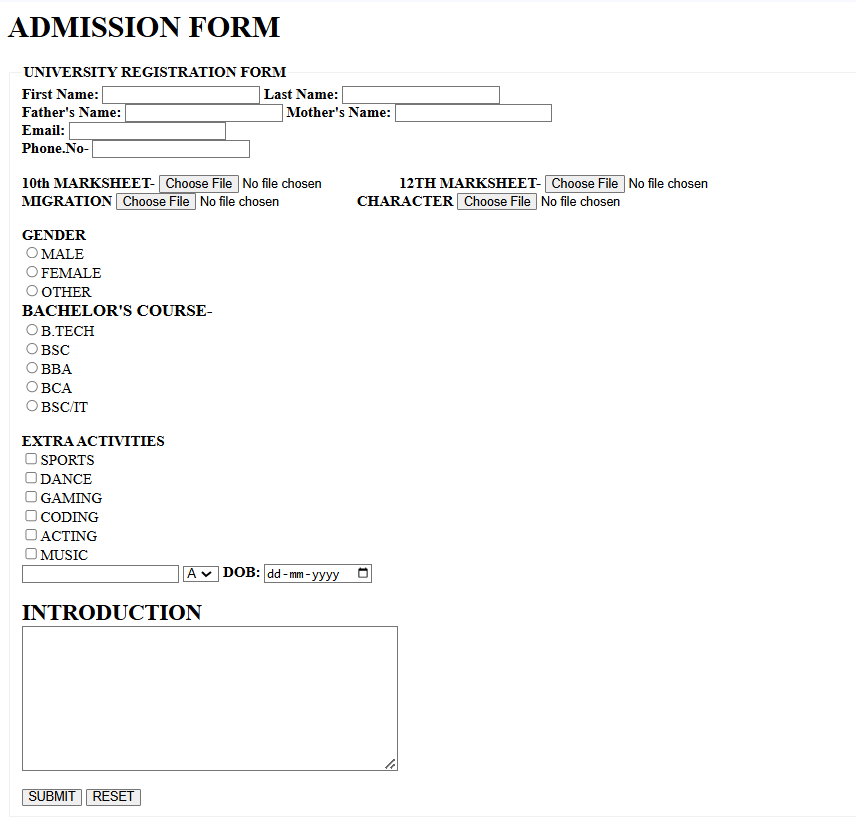 ADMISSION FORM
UNIVERSITY REGISTRATION FORM
First Name: Last Name:
Father's Name: Mother's Name:
Email:
Phone.No-
10th MARKSHEET- Choose File No file chosen 12TH MARKSHEET- Choose File No file chosen
MIGRATION Choose File No file chosen CHARACTER Choose File No file chosen
GENDER
MALE
FEMALE
OTHER
BACHELOR'S COURSE-
B.TECH
BSC
BBA
BCA
BSC/IT
EXTRA ACTIVITIES
SPORTS
DANCE
GAMING
CODING
ACTING
MUSIC
A DOB: dd-mm-yyyy
INTRODUCTION
SUBMIT RESET